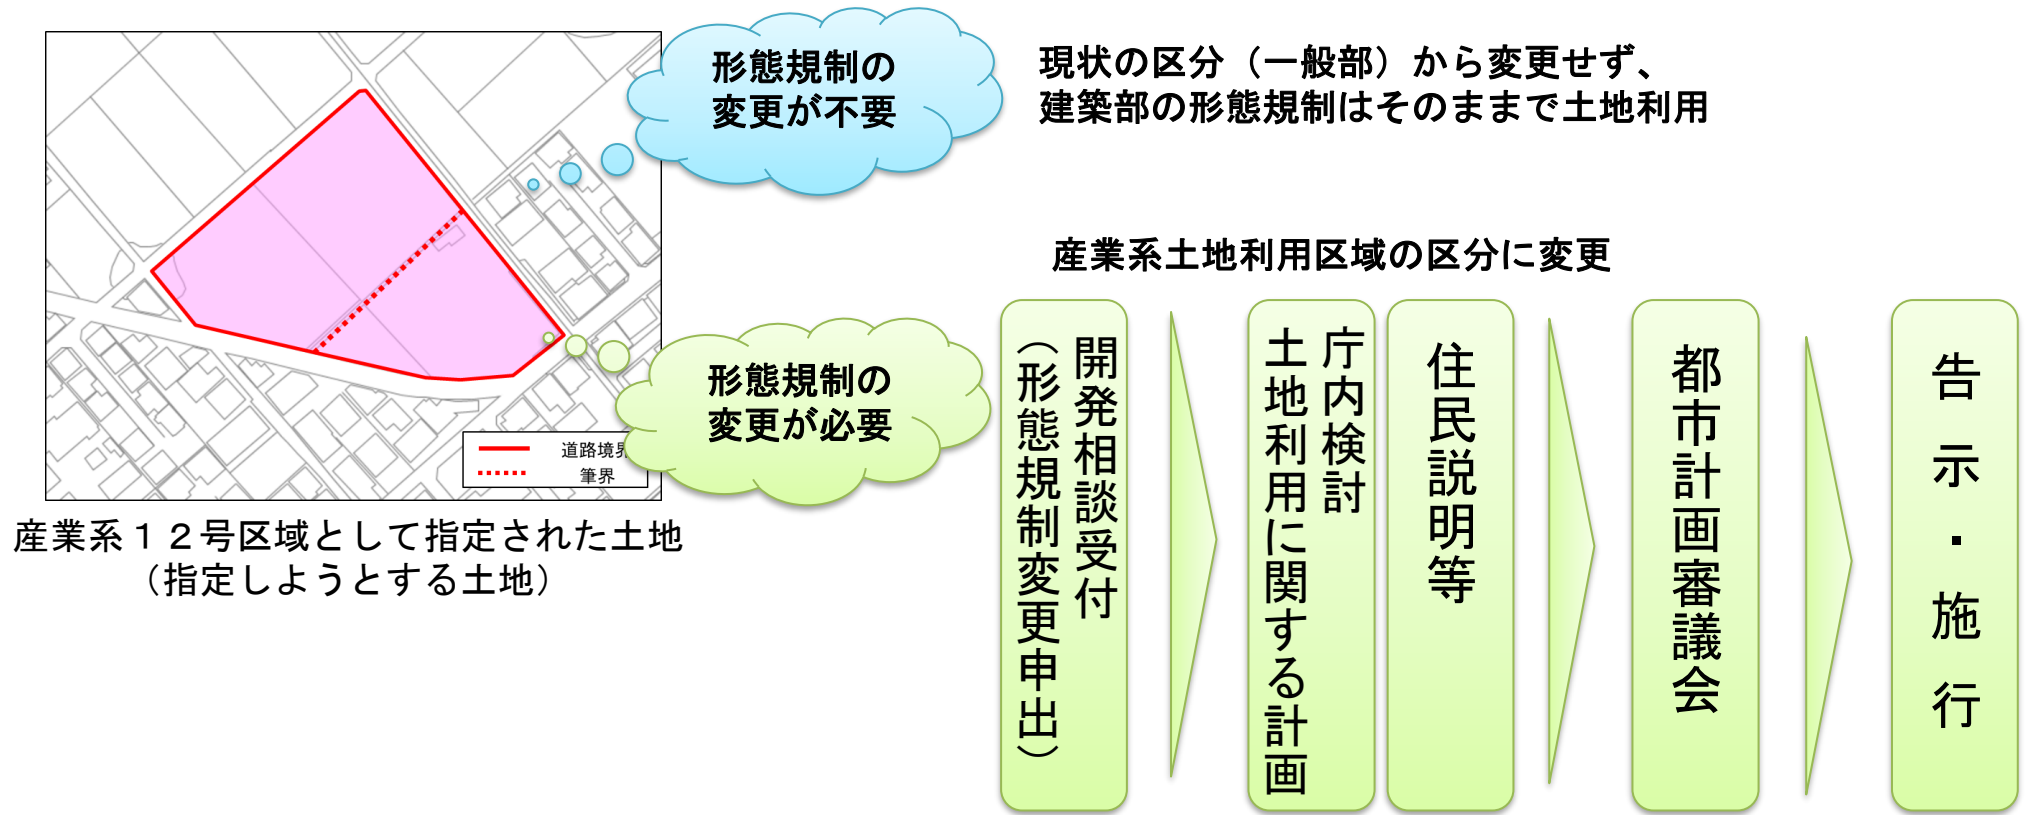 形態規制の
変更が不要
現状の区分（一般部）から変更せず、
建築部の形態規制はそのままで土地利用
道路境界
筆界
産業系１２号区域として指定された土地
（指定しようとする土地）
形態規制の
変更が必要
産業系土地利用区域の区分に変更
開発相談受付
（形態規制変更申出）
庁内検討
土地利用に関する計画
住民説明等
都市計画審議会
告示・施行